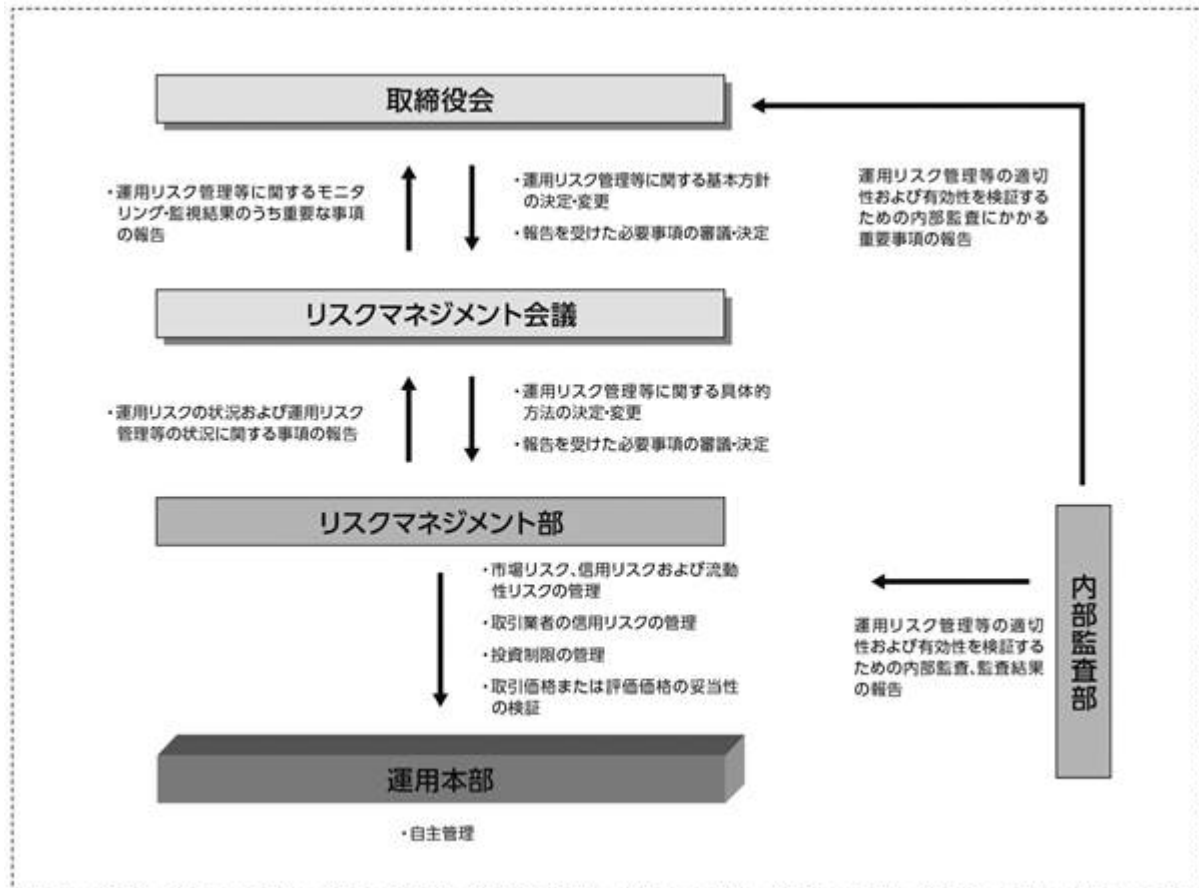 取締役会
・運用リスク管理等に関するモニタ
リング・監視結果のうち重要な事項
の報告
・運用リスク管理等に関する基本方針
の決定・変更
・報告を受けた必要事項の審議・決定
運用リスク管理等の適切
性および有効性を検証する
ための内部監査にかかる
重要事項の報告
リスクマネジメント会議
・運用リスクの状況および運用リスク
管理等の状況に関する事項の報告
・運用リスク管理等に関する具体的
方法の決定・変更
・報告を受けた必要事項の審議・決定
リスクマネジメント部
・市場リスク、信用リスクおよび流動
性リスクの管理
・取引業者の信用リスクの管理
・投資制限の管理
・取引価格または評価価格の妥当性
の検証
運用リスク管理等の適切
性および有効性を検証する
ための内部監査、監査結果
の報告
内部監査部
運用本部
・自主管理